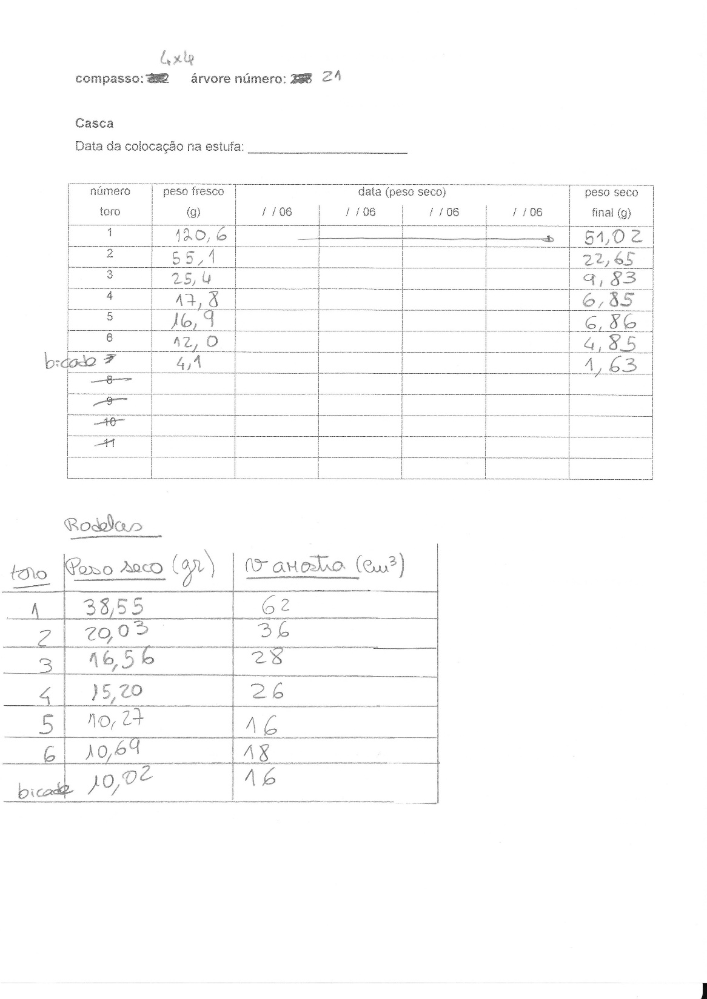 4x4
compasso: árvore número: 21
Casca
Data da colocação na estufa:
número toro peso fresco (g) data (peso seco) peso seco final (g)
/ / 06 / / 06 / / 06 / / 06
1 120,6 51,02
2 55,1 22,65
3 25,4 9,83
4 17,8 6,85
5 16,9 6,86
6 12,0 4,85
bicade 7 4,1 1,63
8
9
10
11
Rodelas
toro Peso seco (gr) V amostra (cm³)
1 38,55 62
2 20,03 36
3 16,56 28
4 15,20 26
5 10,27 16
6 10,69 18
bicade 10,02 16